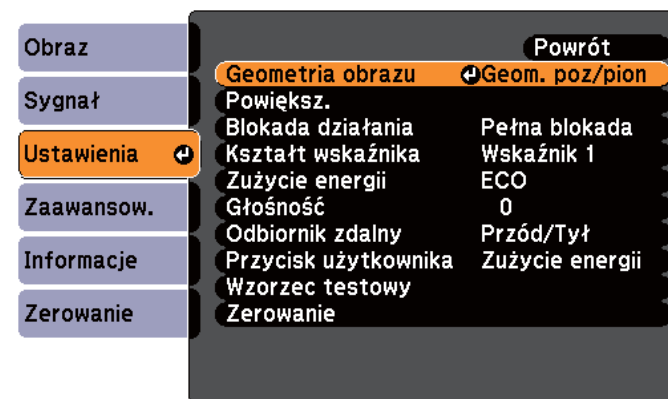 Obraz
Sygnał
Ustawienia
Zaawansow.
Informacje
Zerowanie
Powrót
Geometria obrazu Geom. poz/pion
Powiększ.
Blokada działania Pełna blokada
Kształt wskaźnika Wskaźnik 1
Zużycie energii ECO
Głośność 0
Odbiornik zdalny Przód/Tył
Przycisk użytkownika Zużycie energii
Wzorzec testowy
Zerowanie